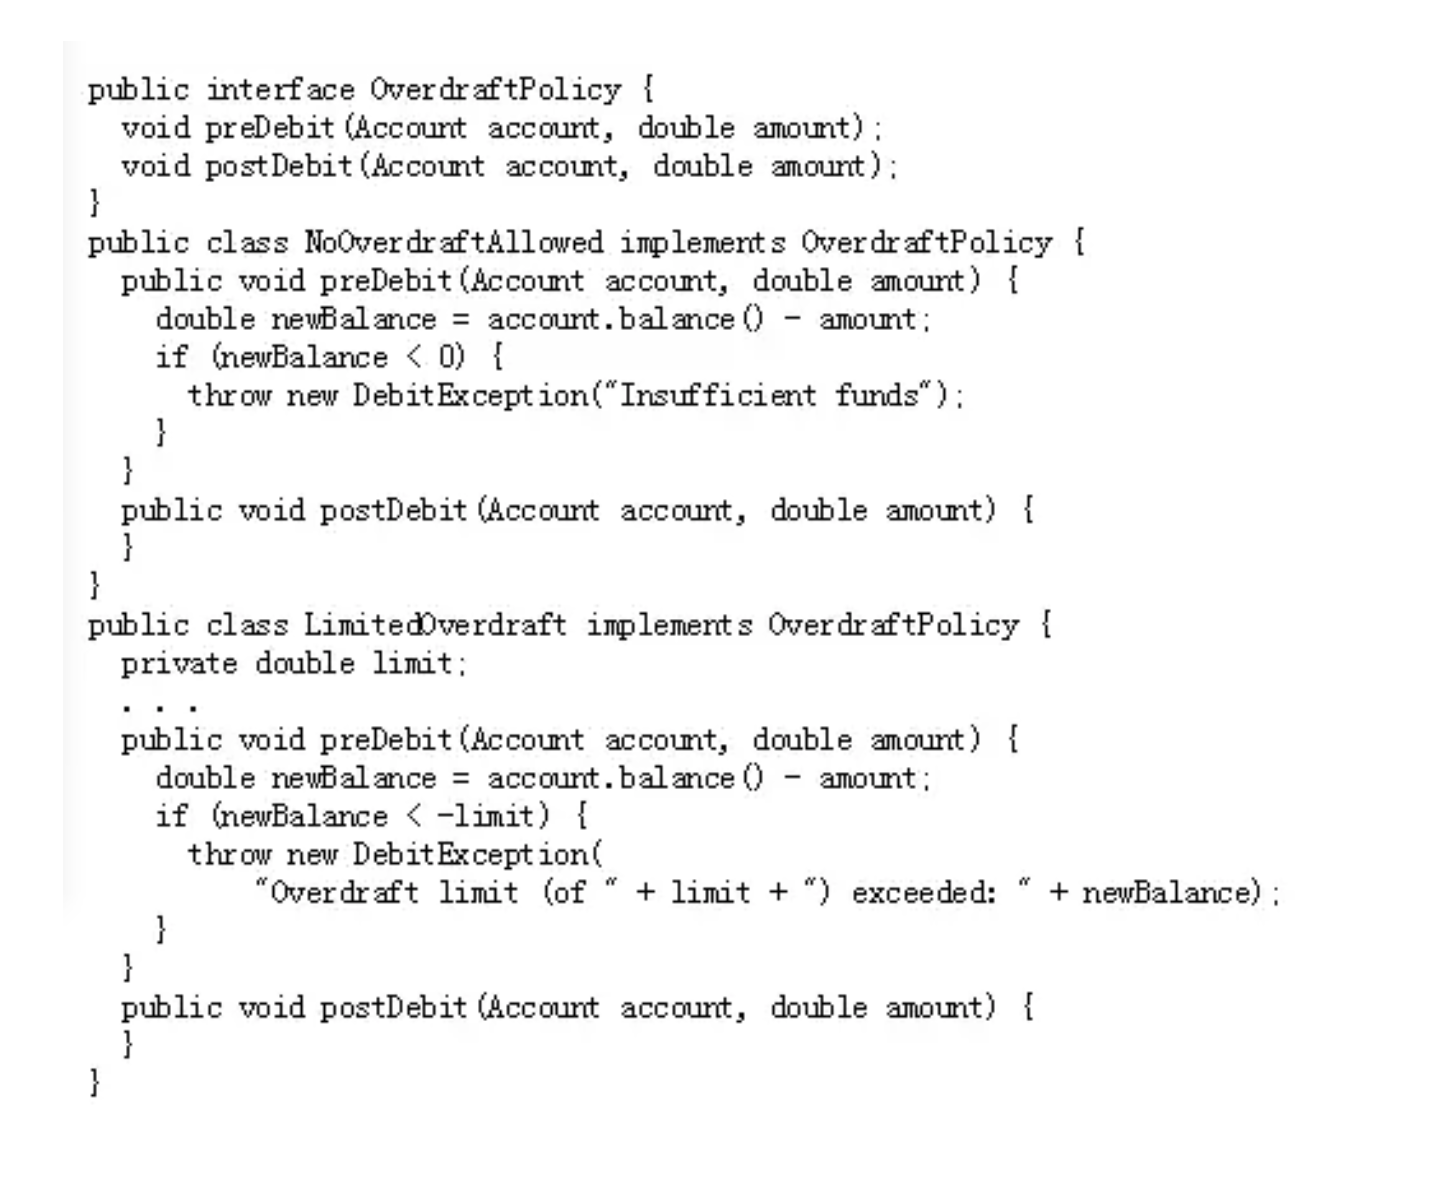 public interface OverdraftPolicy {
  void preDebit(Account account, double amount);
  void postDebit(Account account, double amount);
}
public class NoOverdraftAllowed implements OverdraftPolicy {
  public void preDebit(Account account, double amount) {
    double newBalance = account.balance() - amount;
    if (newBalance < 0) {
      throw new DebitException("Insufficient funds");
    }
  }
  public void postDebit(Account account, double amount) {
  }
}
public class LimitedOverdraft implements OverdraftPolicy {
  private double limit;
  . . .
  public void preDebit(Account account, double amount) {
    double newBalance = account.balance() - amount;
    if (newBalance < -limit) {
      throw new DebitException(
          "Overdraft limit (of " + limit + ") exceeded: " + newBalance);
    }
  }
  public void postDebit(Account account, double amount) {
  }
}